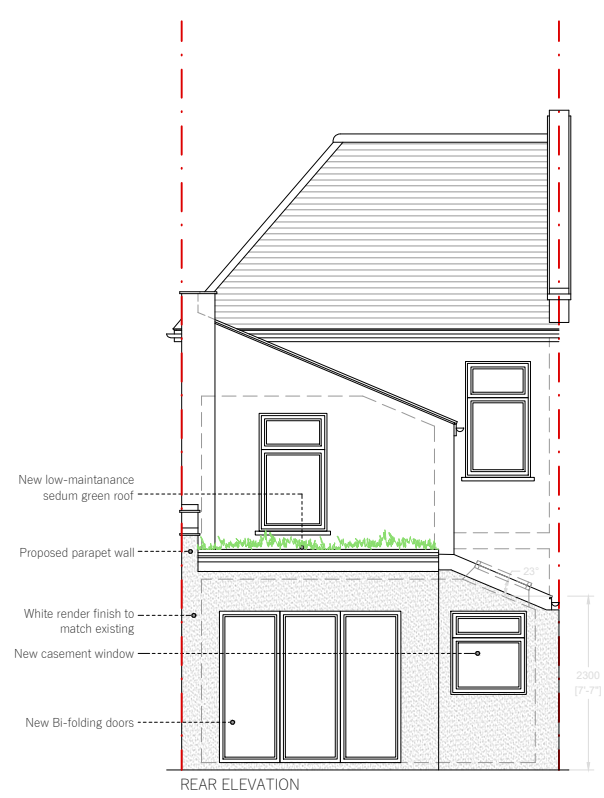 New low-maintanance
sedum green roof
Proposed parapet wall
23°
White render finish to
match existing
New casement window
2300
[7'-7"]
New Bi-folding doors
REAR ELEVATION